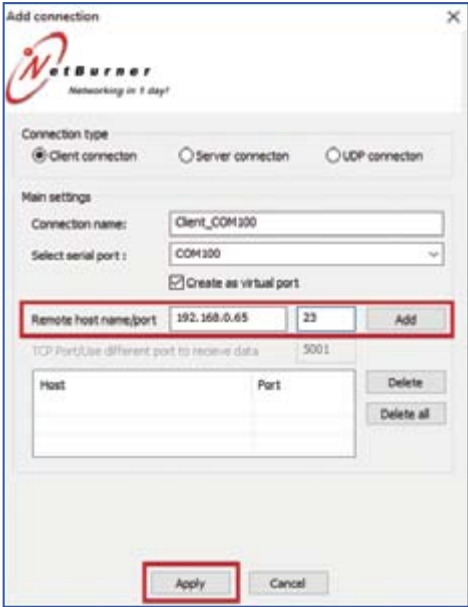 Add connection
NetBurner
Networking in 1 day!
Connection type
Client connecton Server connecton UDP connecton
Main settings
Connection name: Client_COM100
Select serial port : COM100
Create as virtual port
Remote host name/port 192.168.0.65 23 Add
TCP Port/Use different port to recieve data 5001
Host Port Delete
Delete all
Apply Cancel